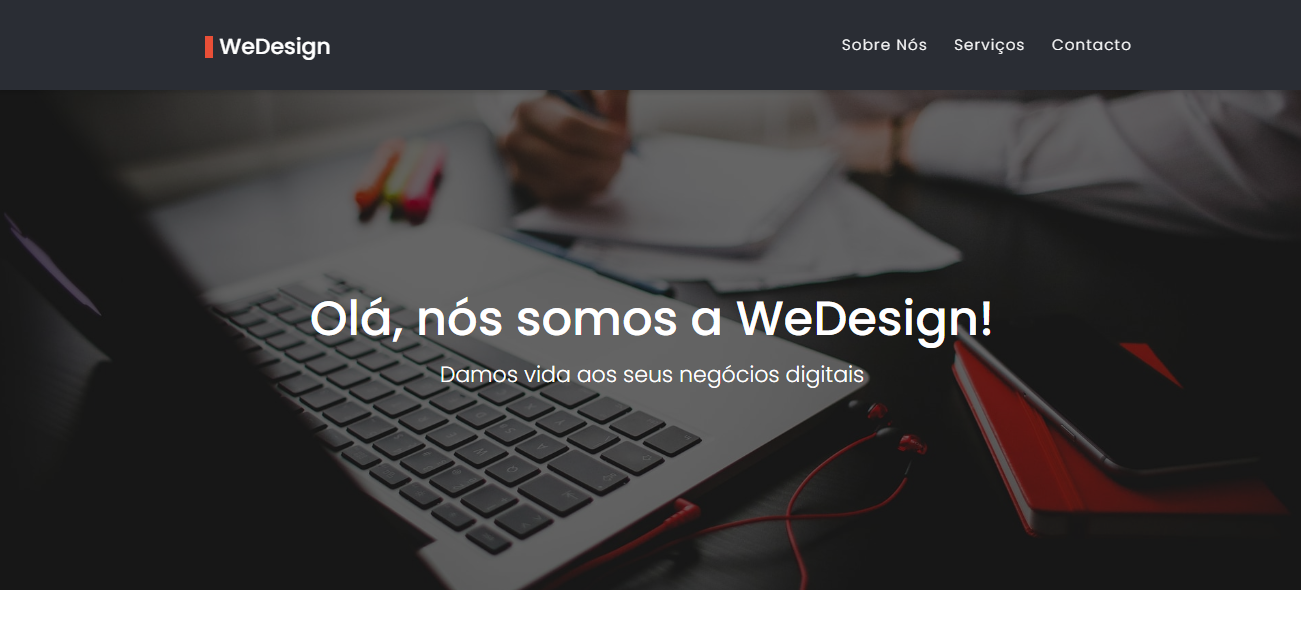 WeDesign
Sobre Nós Serviços Contacto
Olá, nós somos a WeDesign!
Damos vida aos seus negócios digitais